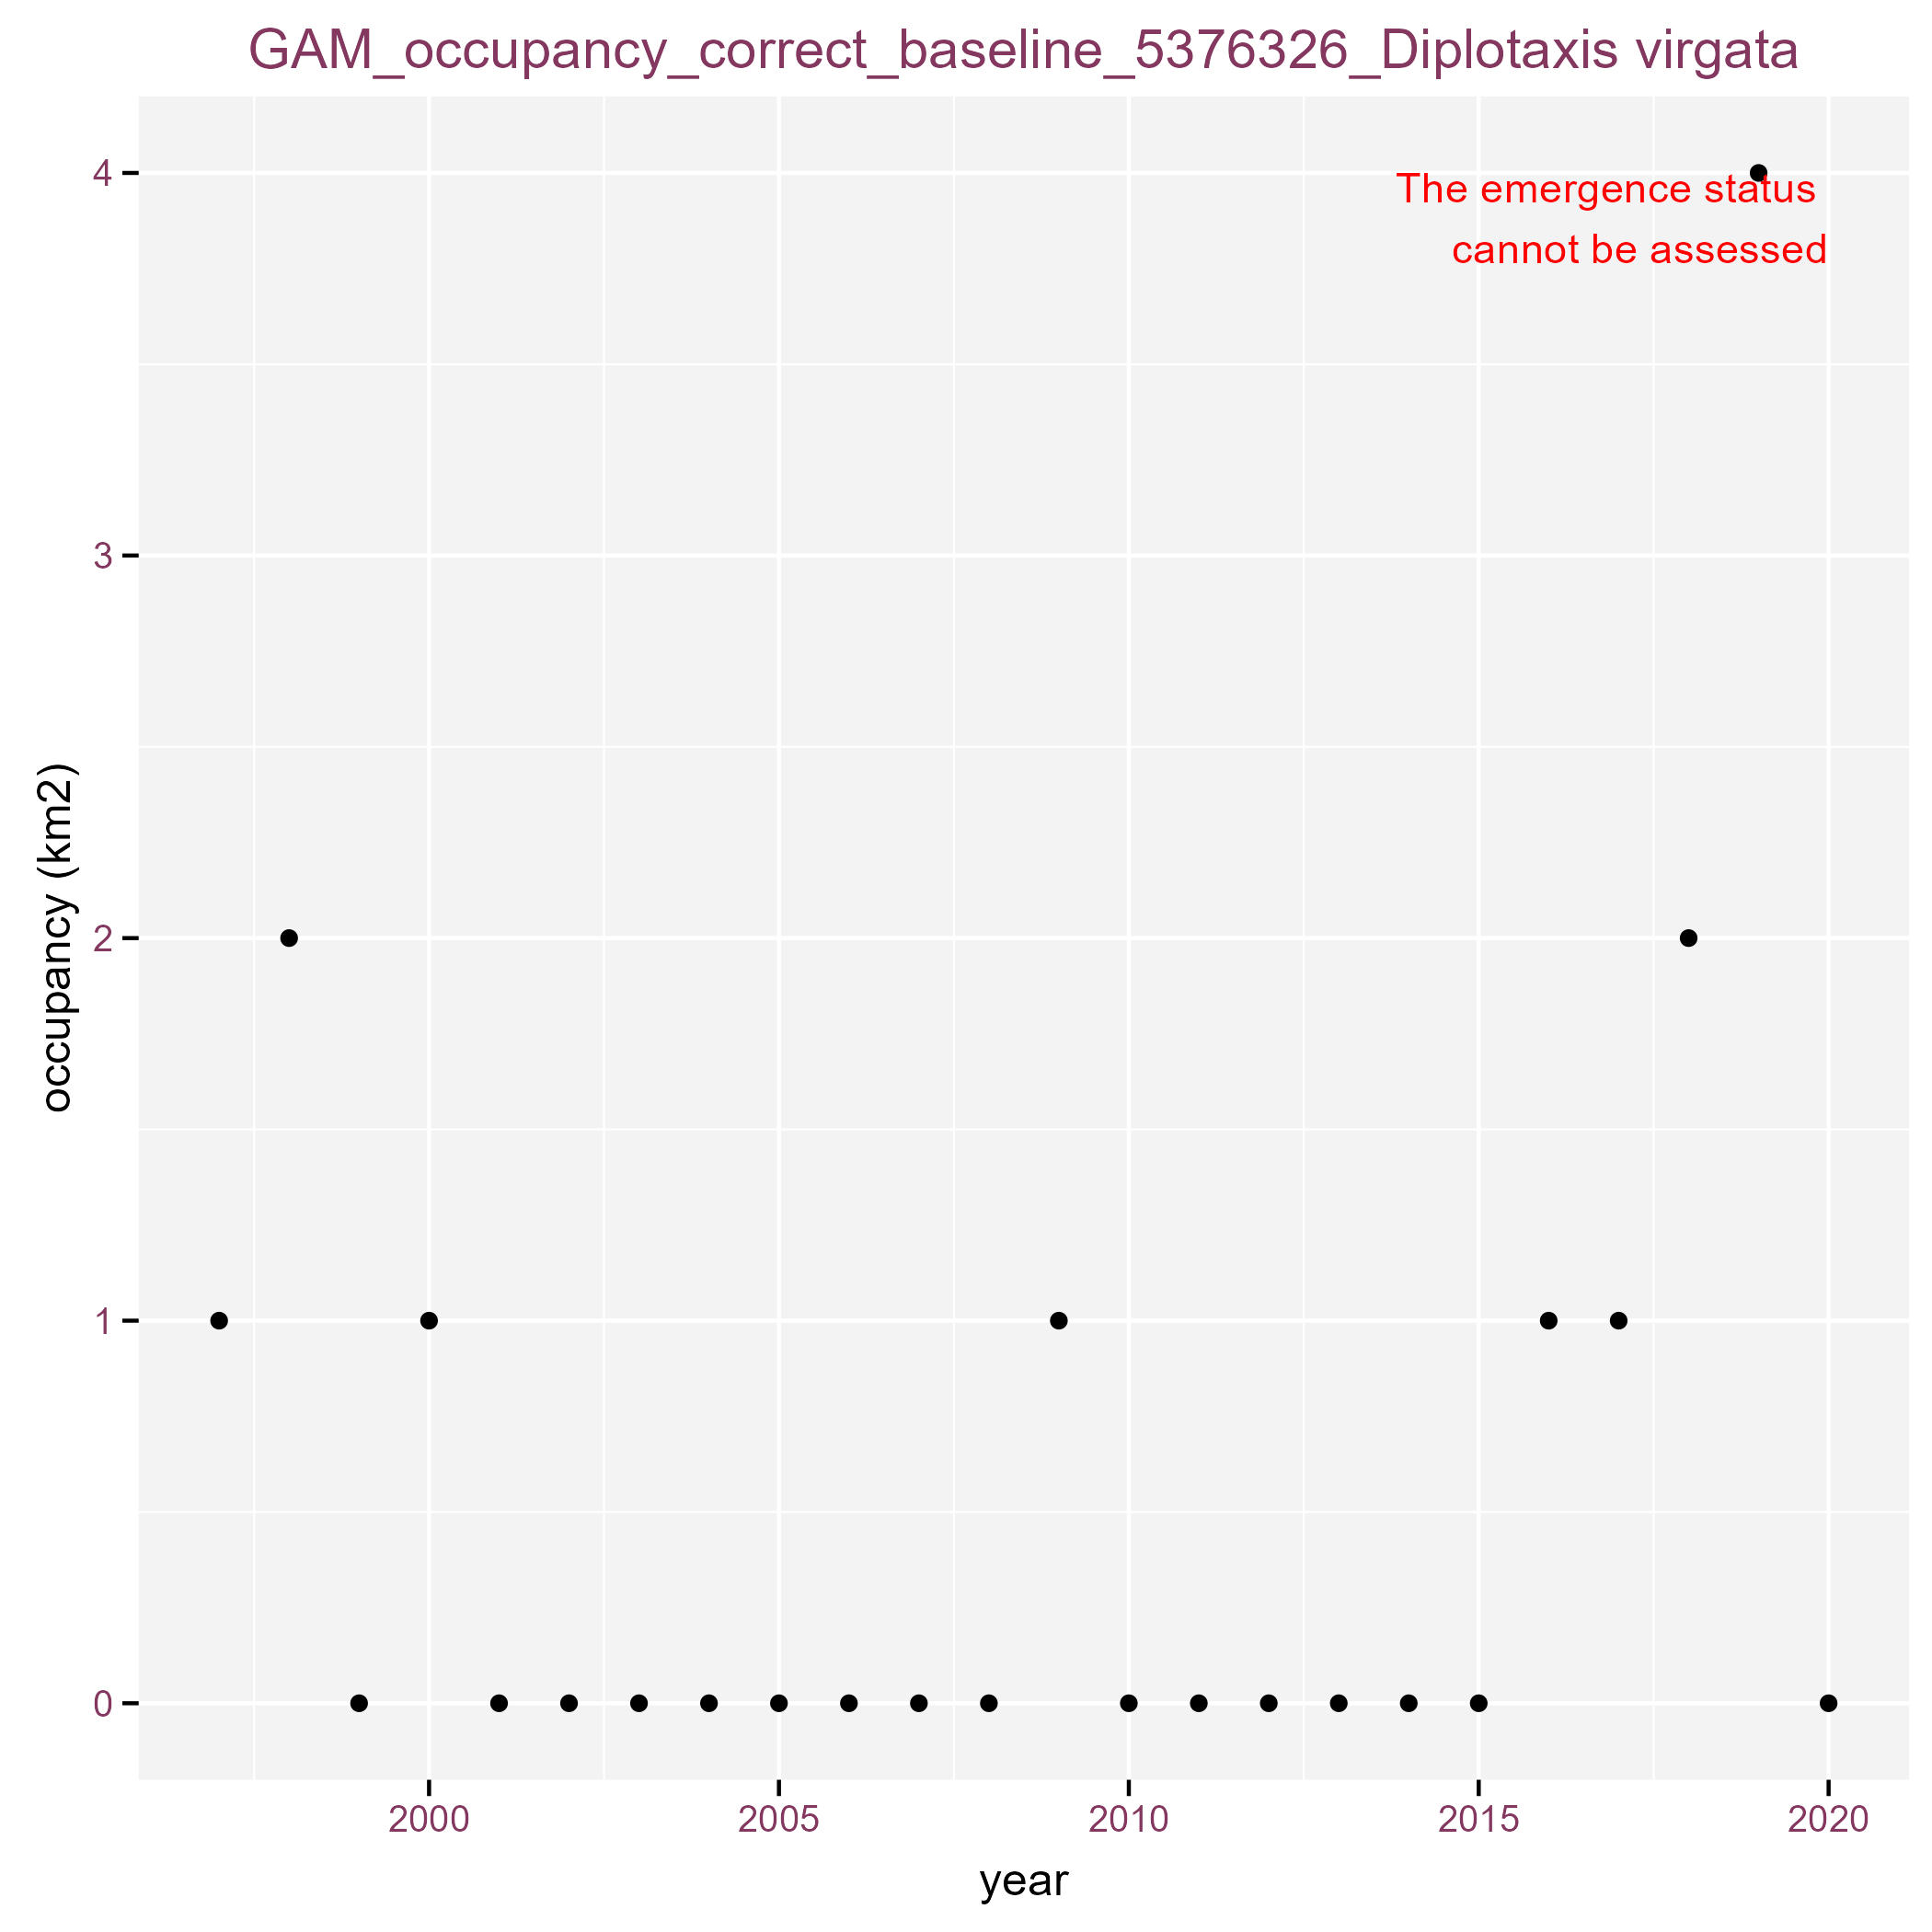 GAM_occupancy_correct_baseline_5376326_Diplotaxis virgata
The emergence status
cannot be assessed
occupancy (km2)
4
3
2
1
0
2000 2005 2010 2015 2020
year